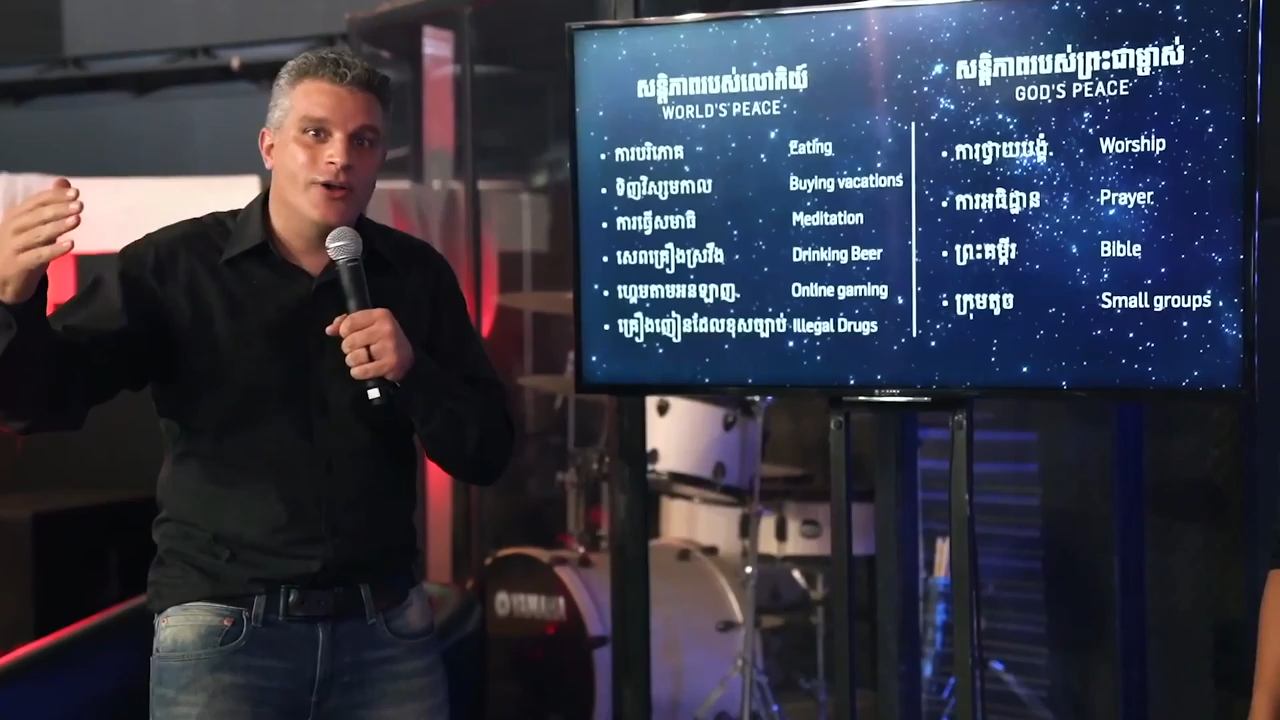 សន្តិភាពរបស់លោកិយ៍
WORLD'S PEACE
• ការបរិភោគ Eating
• ទិញវិស្សមកាល Buying vacations
• ការធ្វើសមាធិ Meditation
• សេពគ្រឿងស្រវឹង Drinking Beer
• ហ្គេមតាមអនឡាញ Online gaming
• គ្រឿងញៀនដែលខុសច្បាប់ Illegal Drugs
សន្តិភាពរបស់ព្រះជាម្ចាស់
GOD'S PEACE
• ការថ្វាយបង្គំ Worship
• ការអធិដ្ឋាន Prayer
• ព្រះគម្ពីរ Bible
• ក្រុមតូច Small groups
YAMAHA